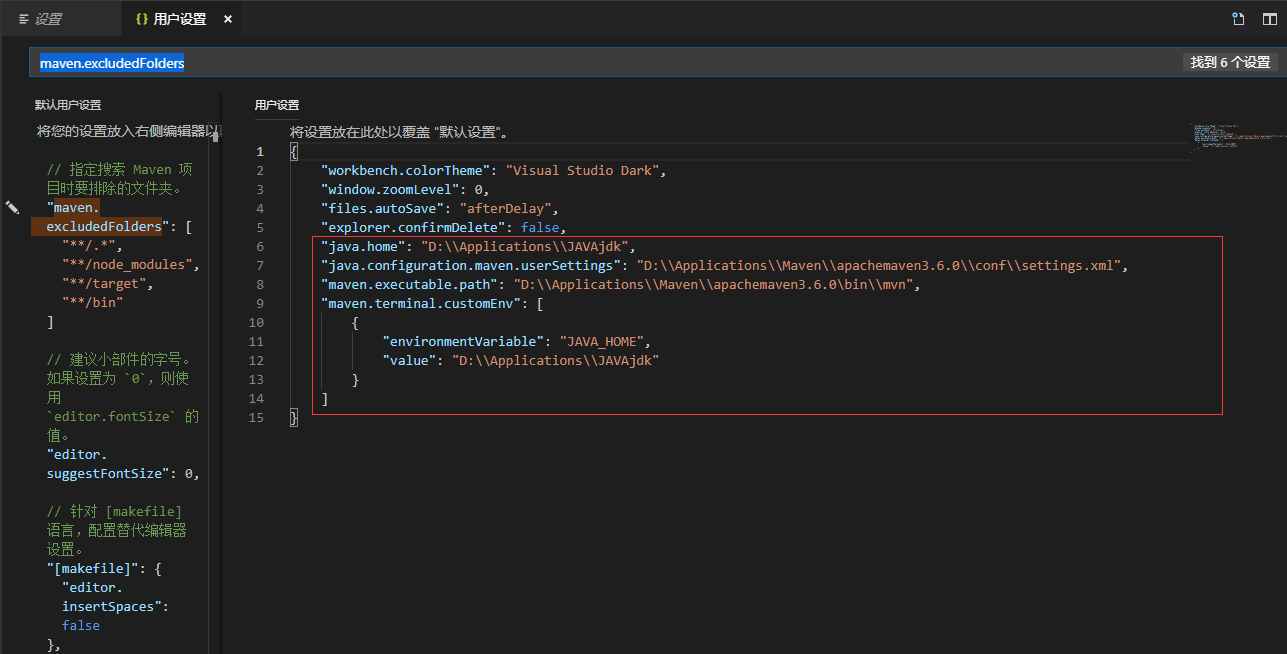 设置
{} 用户设置 ×
maven.excludedFolders
找到 6 个设置
默认用户设置
将您的设置放入右侧编辑器以
// 指定搜索 Maven 项
目时要排除的文件夹。
"maven.
excludedFolders": [
"**/.*",
"**/node_modules",
"**/target",
"**/bin"
]
// 建议小部件的字号。
如果设置为 `0`，则使
用
`editor.fontSize` 的
值。
"editor.
suggestFontSize": 0,
// 针对 [makefile]
语言，配置替代编辑器
设置。
"[makefile]": {
"editor.
insertSpaces":
false
},
用户设置
将设置放在此处以覆盖 "默认设置"。
1 {
2 "workbench.colorTheme": "Visual Studio Dark",
3 "window.zoomLevel": 0,
4 "files.autoSave": "afterDelay",
5 "explorer.confirmDelete": false,
6 "java.home": "D:\\Applications\\JAVAjdk",
7 "java.configuration.maven.userSettings": "D:\\Applications\\Maven\\apachemaven3.6.0\\conf\\settings.xml",
8 "maven.executable.path": "D:\\Applications\\Maven\\apachemaven3.6.0\bin\\mvn",
9 "maven.terminal.customEnv": [
10 {
11 "environmentVariable": "JAVA_HOME",
12 "value": "D:\\Applications\\JAVAjdk"
13 }
14 ]
15 }